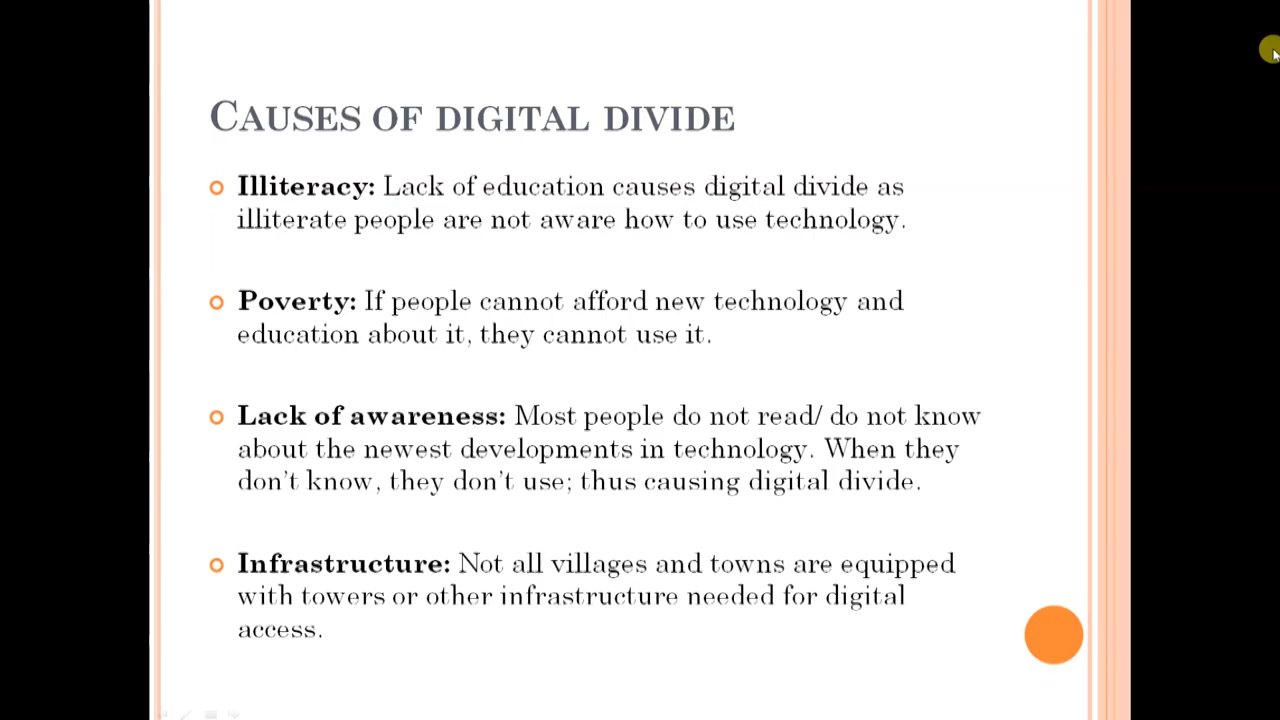 CAUSES OF DIGITAL DIVIDE
Illiteracy: Lack of education causes digital divide as
illiterate people are not aware how to use technology.
Poverty: If people cannot afford new technology and
education about it, they cannot use it.
Lack of awareness: Most people do not read/ do not know
about the newest developments in technology. When they
don't know, they don't use; thus causing digital divide.
Infrastructure: Not all villages and towns are equipped
with towers or other infrastructure needed for digital
access.